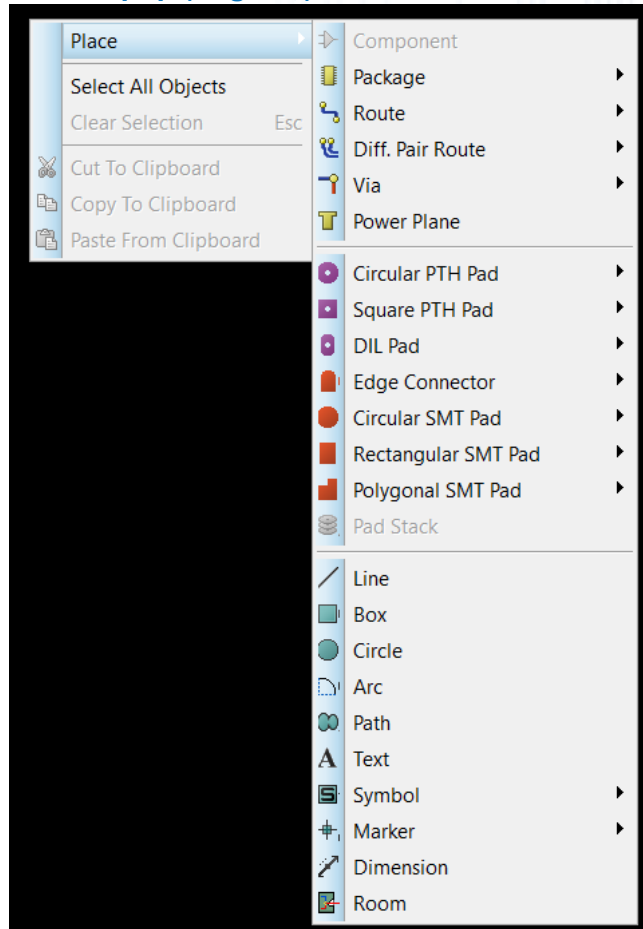 Place
Select All Objects
Clear Selection Esc
Cut To Clipboard
Copy To Clipboard
Paste From Clipboard
Component
Package
Route
Diff. Pair Route
Via
Power Plane
Circular PTH Pad
Square PTH Pad
DIL Pad
Edge Connector
Circular SMT Pad
Rectangular SMT Pad
Polygonal SMT Pad
Pad Stack
Line
Box
Circle
Arc
Path
Text
Symbol
Marker
Dimension
Room